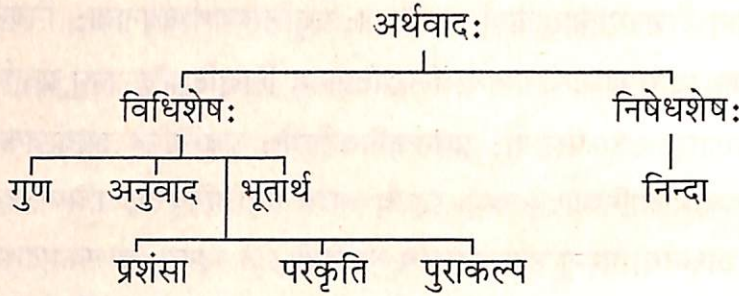 अर्थवाद:
विधिशेष: निषेधशेष:
गुण अनुवाद भूतार्थ निन्दा
प्रशंसा परकृति पुराकल्प